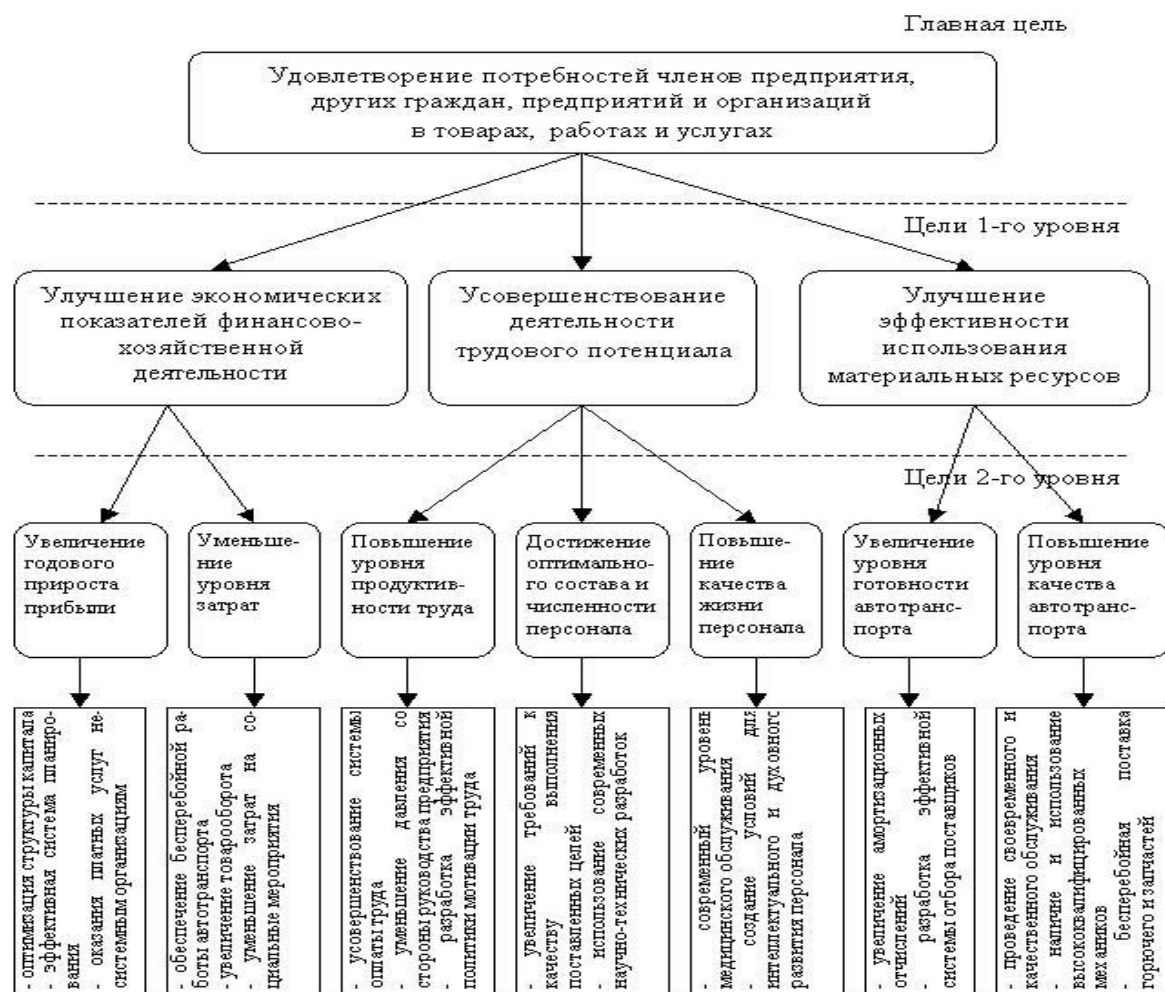 Главная цель
Удовлетворение потребностей членов предприятия,
других граждан, предприятий и организаций
в товарах, работах и услугах
Цели 1-го уровня
Улучшение экономических
показателей финансово-
хозяйственной
деятельности
Усовершенствование
деятельности
трудового потенциала
Улучшение
эффективности
использования
материальных ресурсов
Цели 2-го уровня
Увеличение
годового
прироста
прибыли
Уменьше-
ние
уровня
затрат
Повышение
уровня
продуктив-
ности труда
Достижение
оптимально-
го состава и
численности
персонала
Повыше-
ние
качества
жизни
персонала
Увеличение
уровня
готовности
автотранс-
порта
Повышение
уровня
качества
автотранс-
порта
- оптимизация структуры капитала
- эффективная система планиро-
вания
- оказания платных услуг не-
системным организациям
- обеспечение бесперебойной ра-
боты автотранспорта
- увеличение товарооборота
- уменьшение затрат на со-
циальные мероприятия
- усовершенствование системы
оплаты труда
- уменьшение давления со
стороны руководства предприятия
- разработка эффективной
политики мотивации труда
- увеличение требований к
качеству выполнения
поставленных целей
- использование современных
научно-технических разработок
- современный уровень
медицинского обслуживания
- создание условий для
интеллектуального и духовного
развития персонала
- увеличение амортизационных
отчислений
- разработка эффективной
системы отбора поставщиков
- проведение своевременного и
качественного обслуживания
- наличие и использование
высококвалифицированных
механиков
- бесперебойная поставка
горючего и запчастей